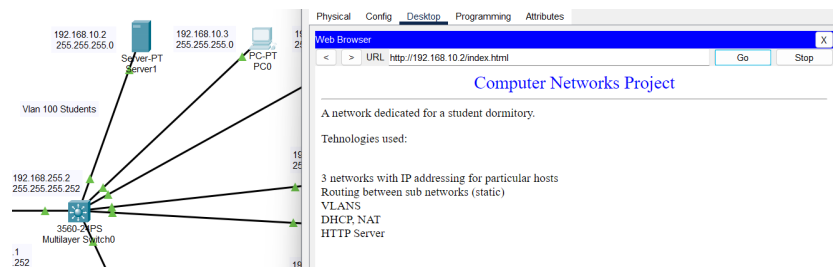 192.168.10.2
255.255.255.0
Server-PT
Server1
192.168.10.3
255.255.255.0
PC-PT
PC0
Vlan 100 Students
192.168.255.2
255.255.255.252
3560-24PS
Multilayer Switch0
.1
.252
19
25
19
Physical Config Desktop Programming Attributes
Web Browser X
< > URL http://192.168.10.2/index.html Go Stop
Computer Networks Project
A network dedicated for a student dormitory.
Tehnologies used:
3 networks with IP addressing for particular hosts
Routing between sub networks (static)
VLANS
DHCP, NAT
HTTP Server